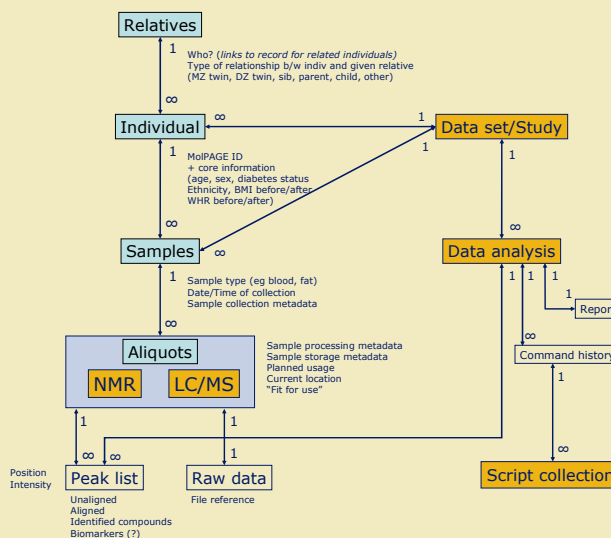 Relatives
1
Who? (links to record for related individuals)
Type of relationship b/w indiv and given relative
(MZ twin, DZ twin, sib, parent, child, other)
∞
∞
1
Individual
Data set/Study
1
1
1
MolPAGE ID
+ core information
(age, sex, diabetes status
Ethnicity, BMI before/after
WHR before/after)
∞
∞
∞
Samples
Data analysis
1
1
1
1
Sample type (eg blood, fat)
Date/Time of collection
Sample collection metadata
1
Repor
∞
∞
Aliquots
Sample processing metadata
Sample storage metadata
Planned usage
Current location
"Fit for use"
Command history
NMR
LC/MS
1
1
1
∞
∞
1
∞
Position
Intensity
Peak list
Raw data
Script collection
Unaligned
Aligned
Identified compounds
Biomarkers (?)
File reference